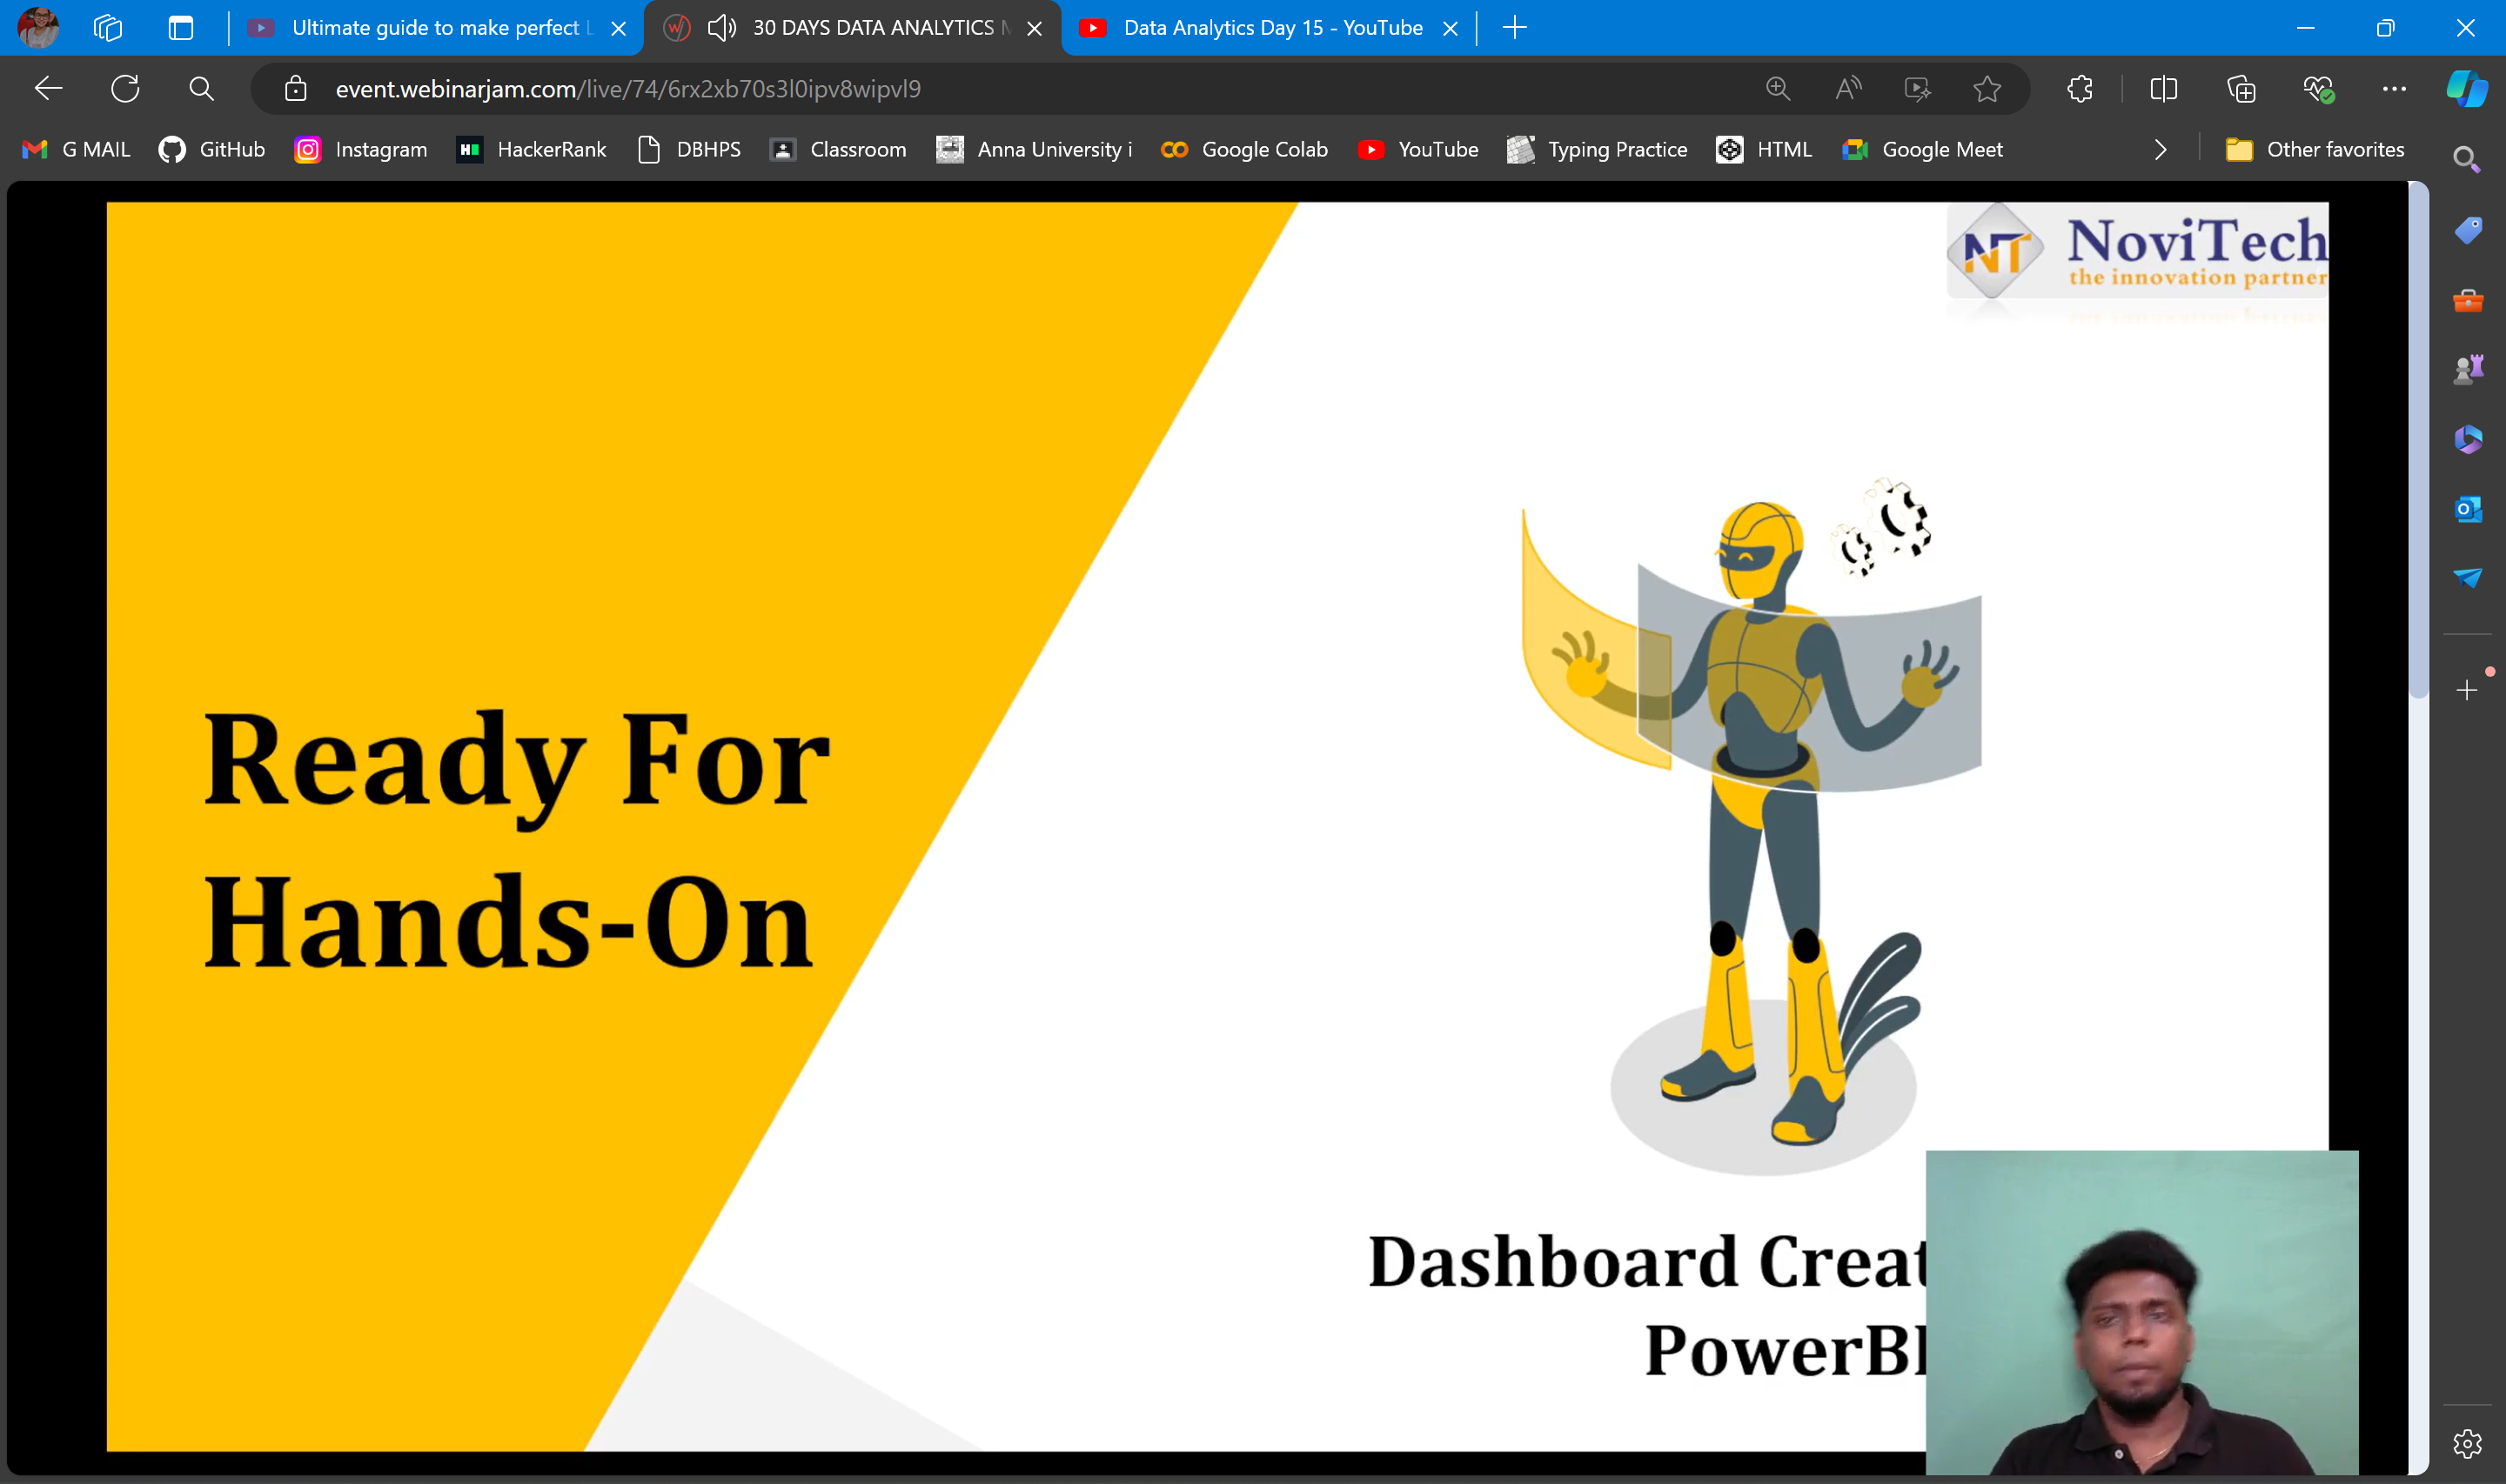 Ultimate guide to make perfect
30 DAYS DATA ANALYTICS
Data Analytics Day 15 - YouTube
event.webinarjam.com/live/74/6rx2xb70s3l0ipv8wipvl9
G MAIL
GitHub
Instagram
HackerRank
DBHPS
Classroom
Anna University i
Google Colab
YouTube
Typing Practice
HTML
Google Meet
Other favorites
NT
NoviTech
the innovation partner
Ready For
Hands-On
Dashboard Creat
PowerBI